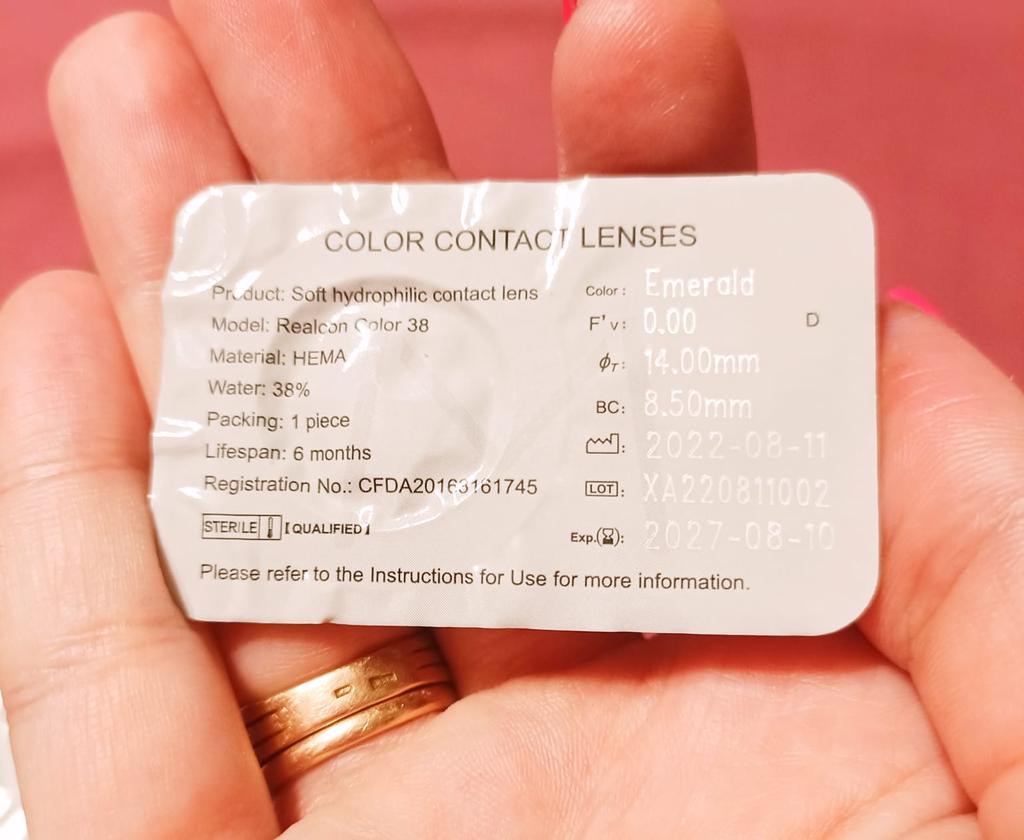 COLOR CONTACT LENSES
Product: Soft hydrophilic contact lens
Model: Realcon Color 38
Material: HEMA
Water: 38%
Packing: 1 piece
Lifespan: 6 months
Registration No.: CFDA20163161745
STERILE 【QUALIFIED】
Color: Emerald
F'v: 0.00 D
ϕT: 14.00mm
BC: 8.50mm
: 2022-08-11
LOT: XA220811002
Exp.(⌛): 2027-08-10
Please refer to the Instructions for Use for more information.